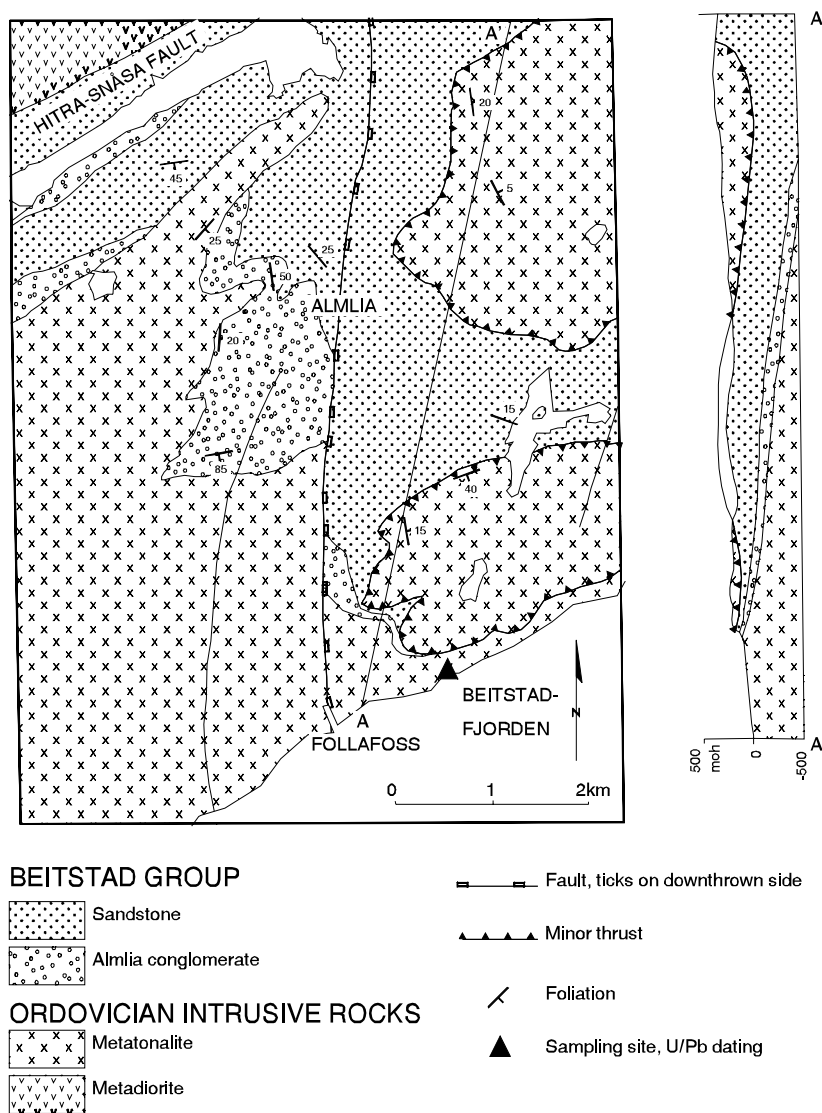 A'
A
HITRA-SNÅSA FAULT
20
45
5
25
25
50
ALMLIA
20
15
85
40
15
A
FOLLAFOSS
BEITSTAD-
FJORDEN
N
0 1 2km
500
moh
0
-500
A
BEITSTAD GROUP
Sandstone
Almlia conglomerate
ORDOVICIAN INTRUSIVE ROCKS
Metatonalite
Metadiorite
Fault, ticks on downthrown side
Minor thrust
Foliation
Sampling site, U/Pb dating